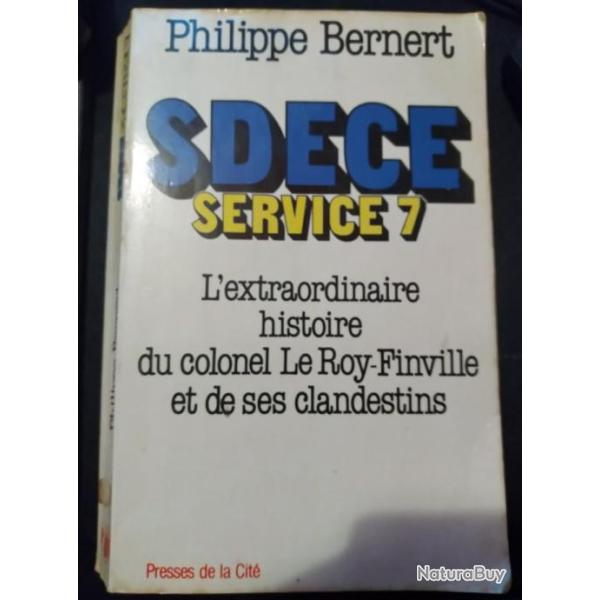 Philippe Bernert
SDECE
SERVICE 7
L'extraordinaire
histoire
du colonel Le Roy-Finville
et de ses clandestins
Presses de la Cité
NaturaBuy